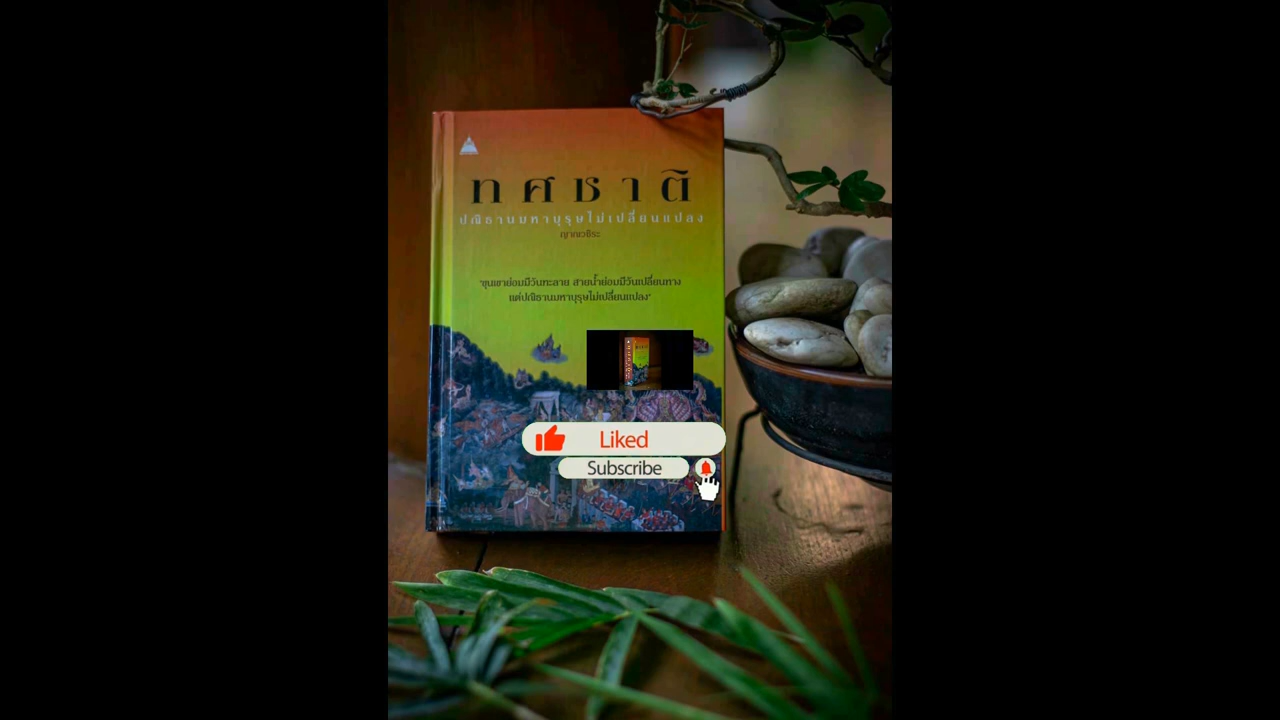 ทศชาติ
ปณิธานมหาบุรุษไม่เปลี่ยนแปลง
ญาณวชิระ
"ขุนเขาย่อมมีวันทะลาย สายน้ำย่อมมีวันเปลี่ยนทาง
แต่ปณิธานมหาบุรุษไม่เปลี่ยนแปลง"
Liked
Subscribe